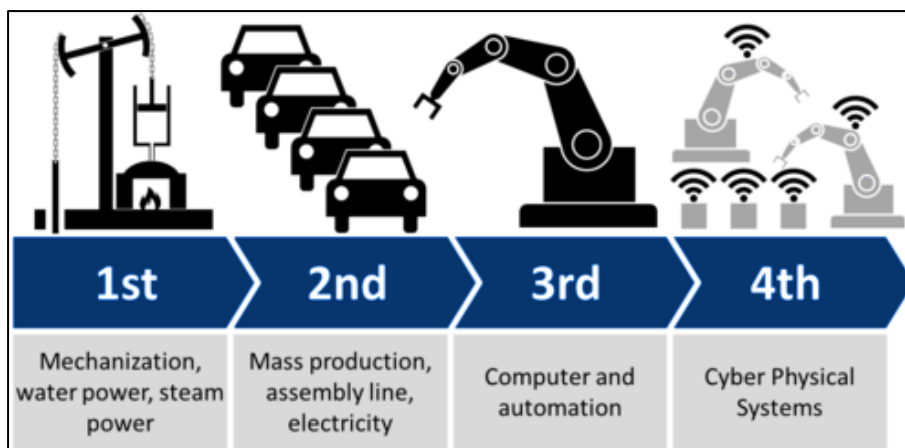 1st
2nd
3rd
4th
Mechanization,
water power, steam
power
Mass production,
assembly line,
electricity
Computer and
automation
Cyber Physical
Systems